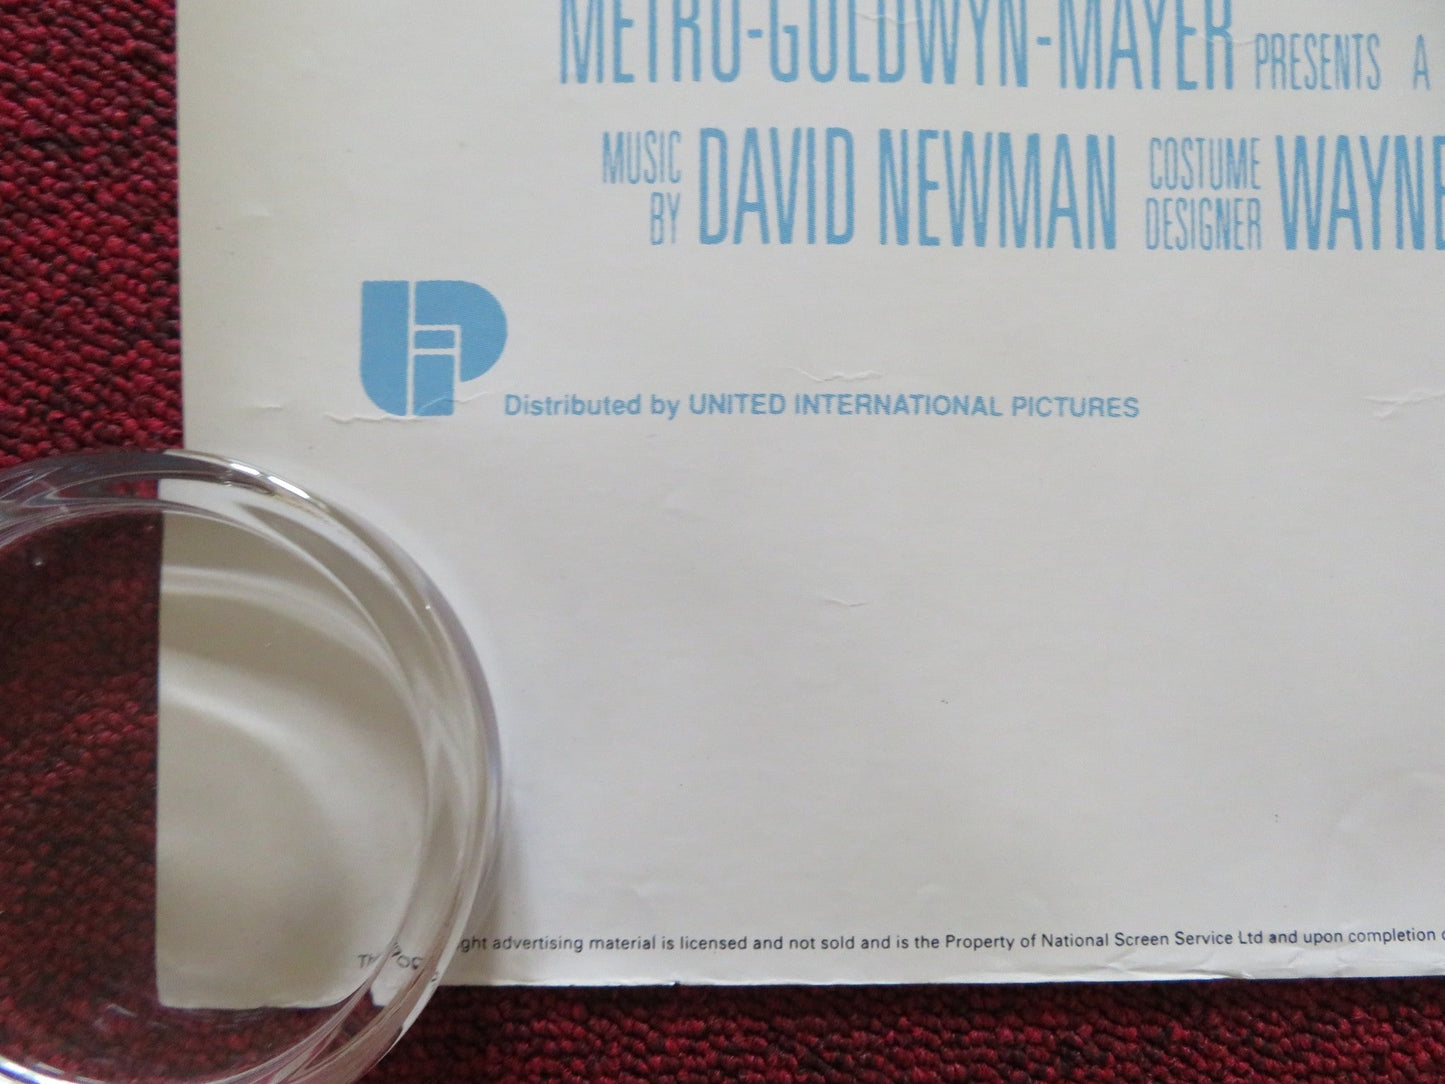 METRO-GOLDWYN-MAYER PRESENTS A
MUSIC BY DAVID NEWMAN COSTUME DESIGNER WAYNE
Distributed by UNITED INTERNATIONAL PICTURES
advertising material is licensed and not sold and is the Property of National Screen Service Ltd and upon completion